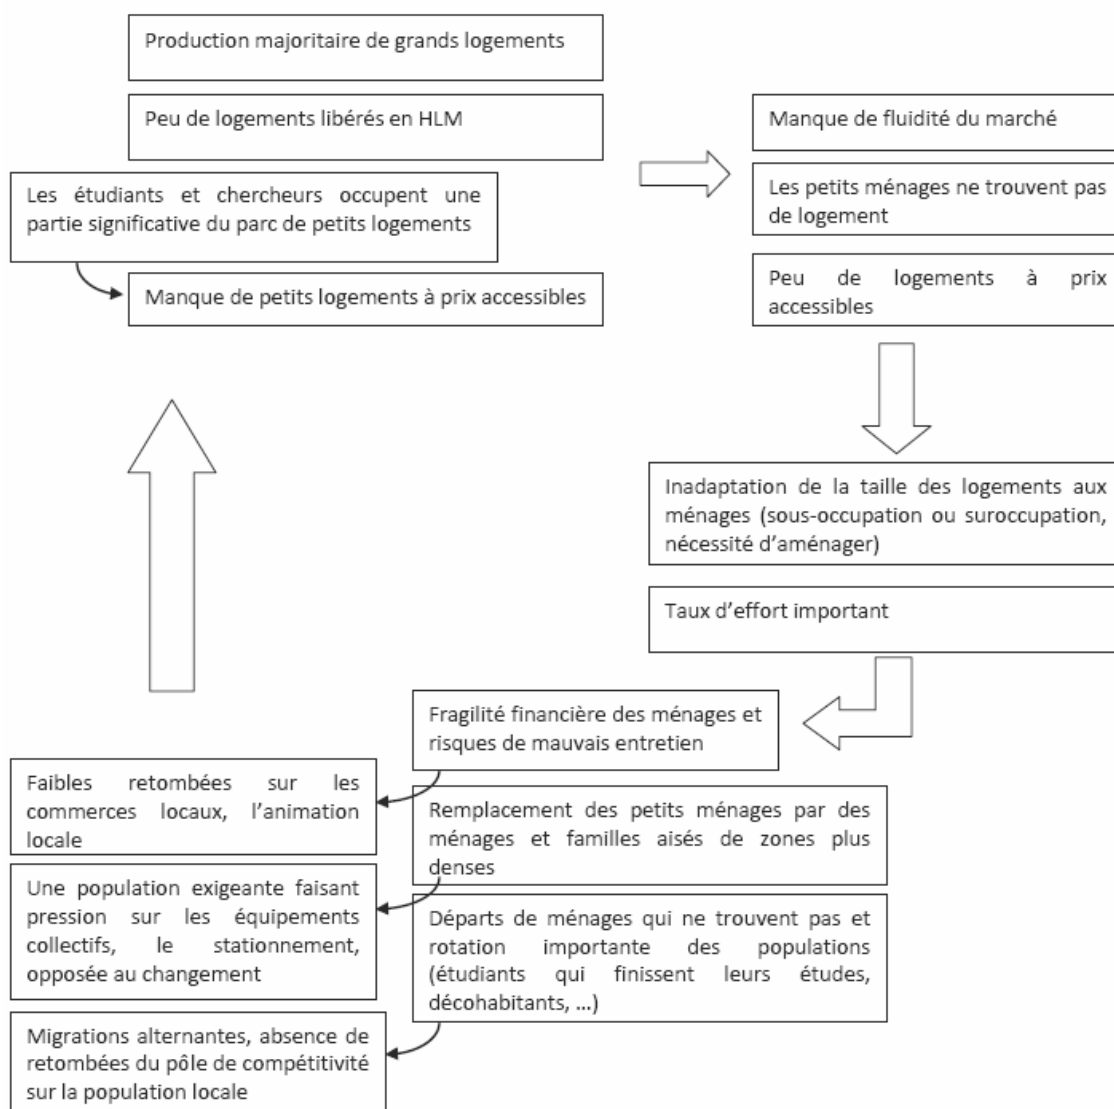 Production majoritaire de grands logements
Peu de logements libérés en HLM
Les étudiants et chercheurs occupent une
partie significative du parc de petits logements
Manque de petits logements à prix accessibles
Manque de fluidité du marché
Les petits ménages ne trouvent pas
de logement
Peu de logements à prix
accessibles
Inadaptation de la taille des logements aux
ménages (sous-occupation ou suroccupation,
nécessité d’aménager)
Taux d’effort important
Fragilité financière des ménages et
risques de mauvais entretien
Remplacement des petits ménages par des
ménages et familles aisés de zones plus
denses
Départs de ménages qui ne trouvent pas et
rotation importante des populations
(étudiants qui finissent leurs études,
décohabitants, …)
Faibles retombées sur les
commerces locaux, l’animation
locale
Une population exigeante faisant
pression sur les équipements
collectifs, le stationnement,
opposée au changement
Migrations alternantes, absence de
retombées du pôle de compétitivité
sur la population locale